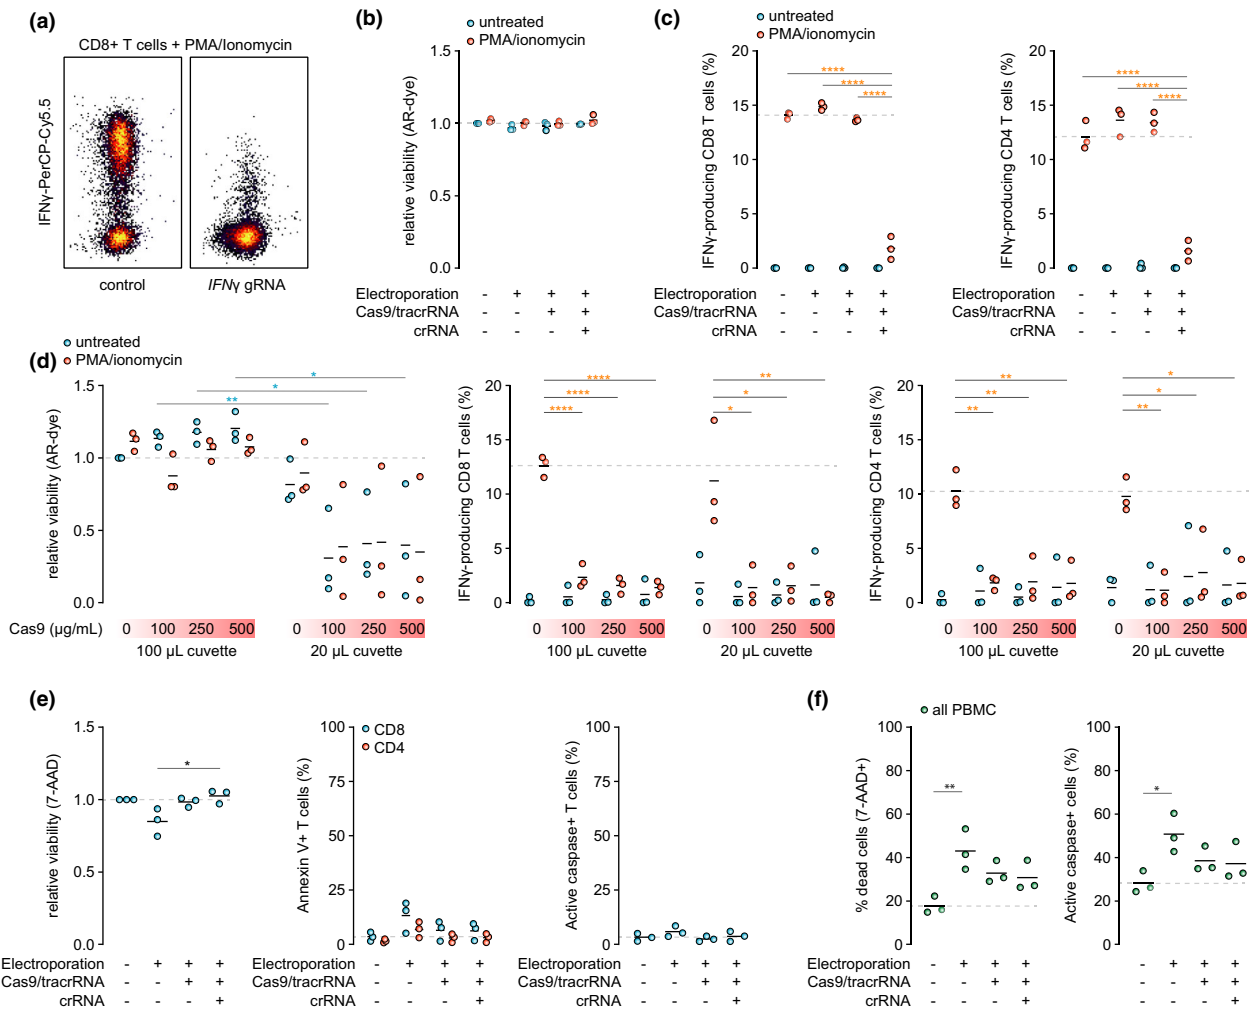 (a)
CD8+ T cells + PMA/Ionomycin
IFNγ-PerCP-Cy5.5
control
IFNγ gRNA
(b)
untreated
PMA/ionomycin
relative viability (AR-dye)
1.5
1.0
0.5
0.0
Electroporation - + + +
Cas9/tracrRNA - - + +
crRNA - - - +
(c)
untreated
PMA/ionomycin
IFNγ-producing CD8 T cells (%)
20
15
10
5
0
**** 
****
****
Electroporation - + + +
Cas9/tracrRNA - - + +
crRNA - - - +
IFNγ-producing CD4 T cells (%)
20
15
10
5
0
****
****
****
- + + +
- - + +
- - - +
(d)
untreated
PMA/ionomycin
relative viability (AR-dye)
1.5
1.0
0.5
0.0
*
*
**
Cas9 (µg/mL) 0 100 250 500 0 100 250 500
100 µL cuvette 20 µL cuvette
IFNγ-producing CD8 T cells (%)
20
15
10
5
0
**** **
**** *
**** *
0 100 250 500 0 100 250 500
100 µL cuvette 20 µL cuvette
IFNγ-producing CD4 T cells (%)
20
15
10
5
0
** *
** *
** **
0 100 250 500 0 100 250 500
100 µL cuvette 20 µL cuvette
(e)
relative viability (7-AAD)
1.5
1.0
0.5
0.0
*
Electroporation - + + +
Cas9/tracrRNA - - + +
crRNA - - - +
CD8
CD4
Annexin V+ T cells (%)
100
75
50
25
0
Electroporation - + + +
Cas9/tracrRNA - - + +
crRNA - - - +
Active caspase+ T cells (%)
100
75
50
25
0
Electroporation - + + +
Cas9/tracrRNA - - + +
crRNA - - - +
(f)
all PBMC
% dead cells (7-AAD+)
100
80
60
40
20
0
**
Electroporation - + + +
Cas9/tracrRNA - - + +
crRNA - - - +
Active caspase+ cells (%)
100
80
60
40
20
0
*
- + + +
- - + +
- - - +